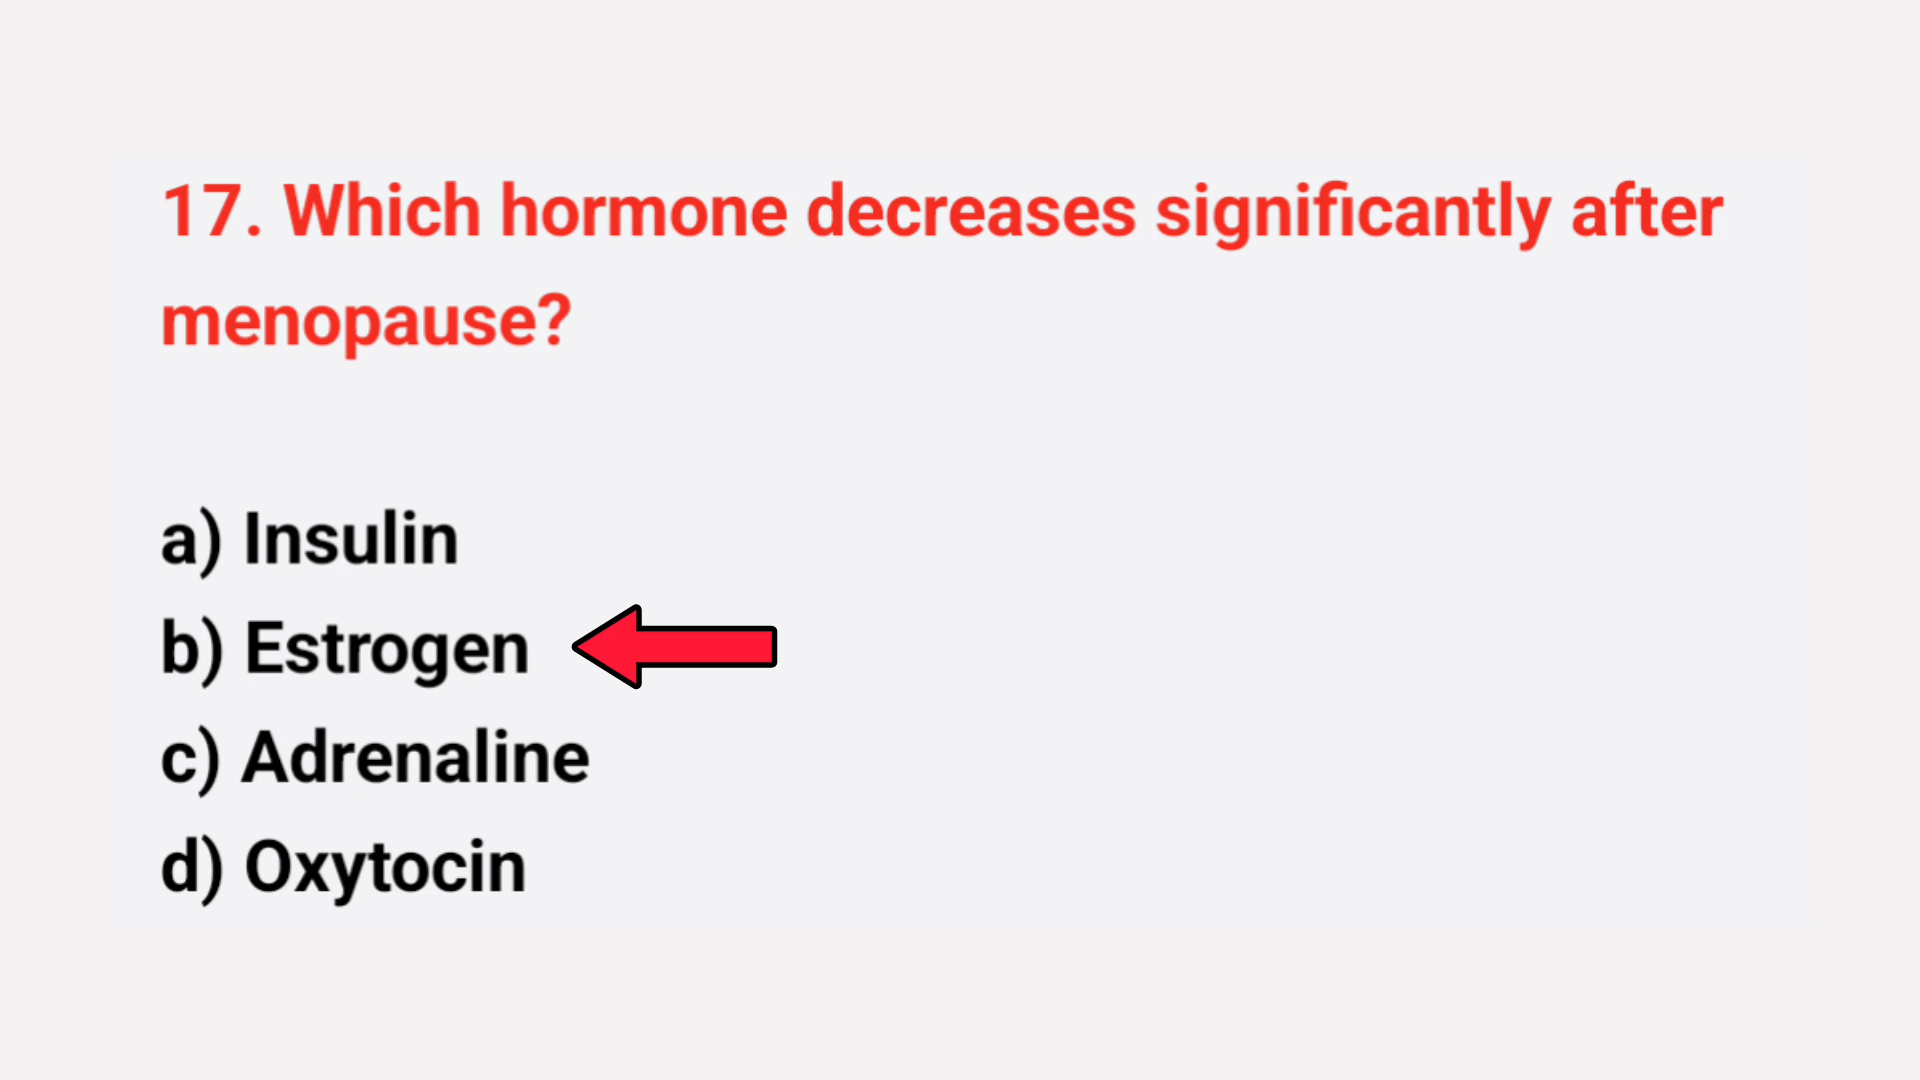 17. Which hormone decreases significantly after
menopause?
a) Insulin
b) Estrogen
c) Adrenaline
d) Oxytocin